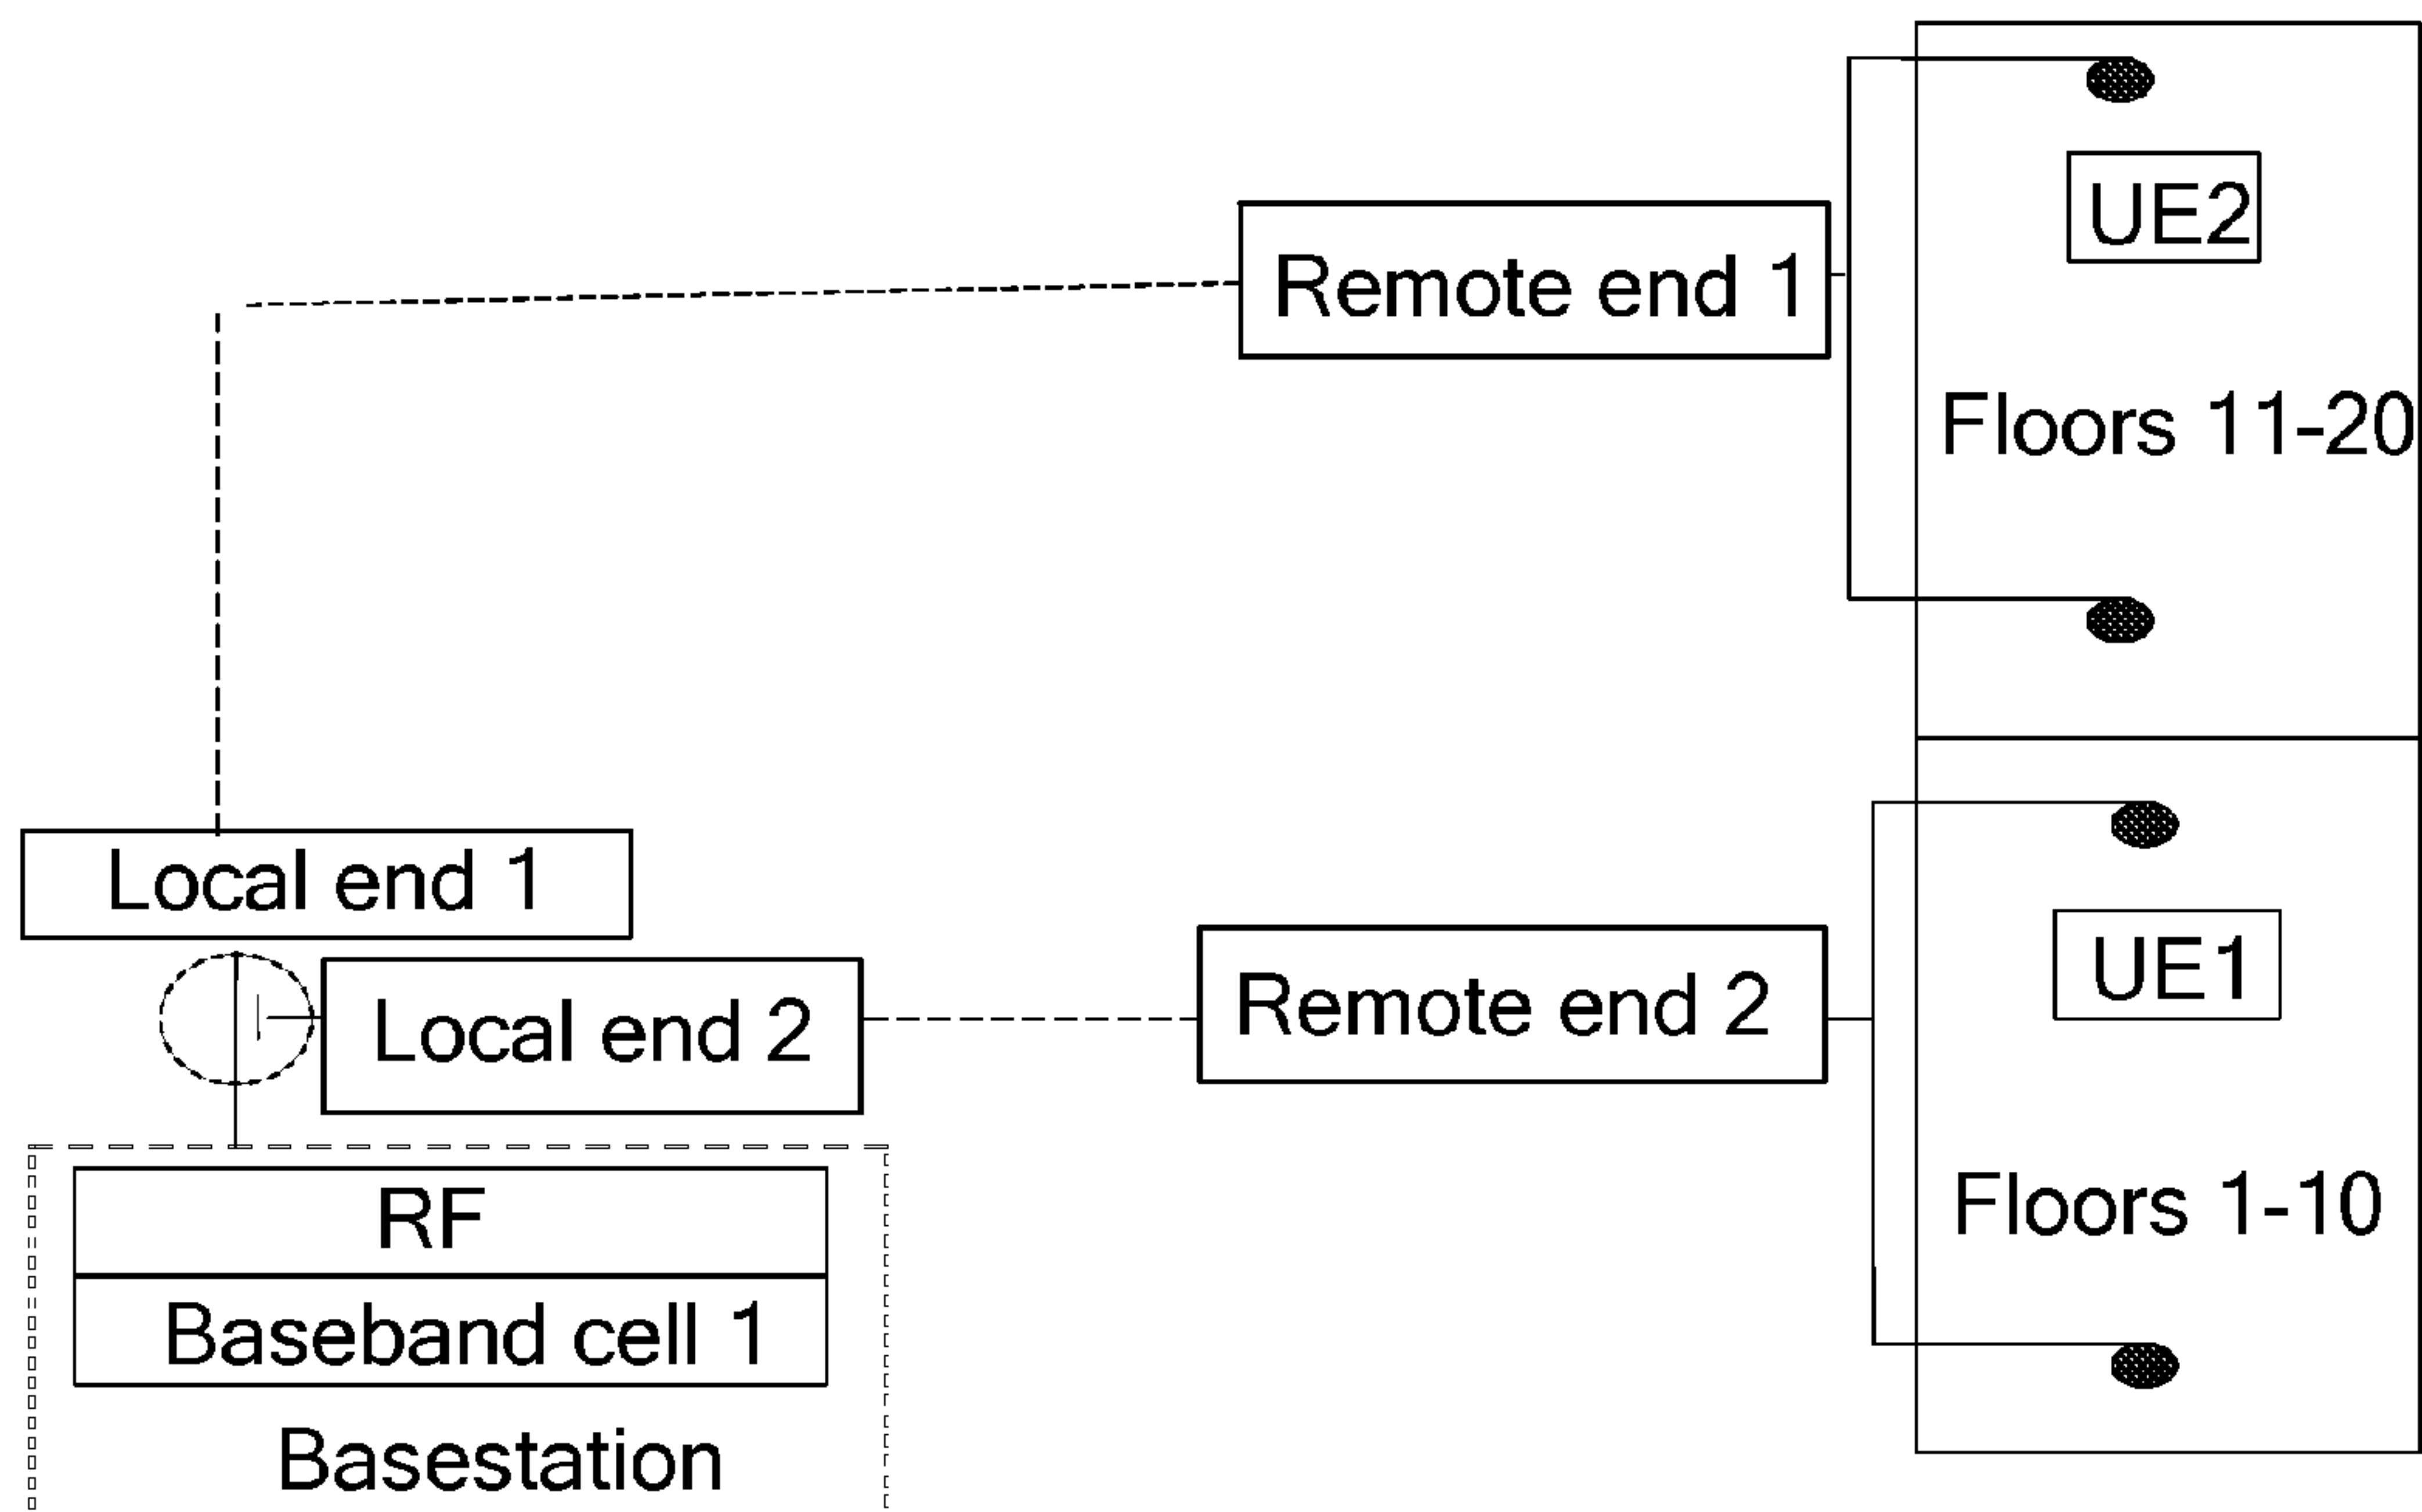 UE2
Remote end 1
Floors 11-20
Local end 1
UE1
Remote end 2
Local end 2
Floors 1-10
RF
Baseband cell 1
Basestation